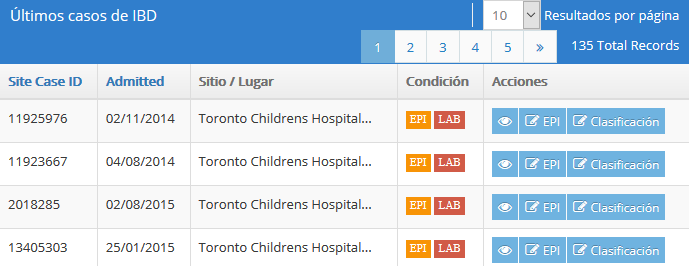 Últimos casos de IBD
10 Resultados por página
1 2 3 4 5 » 135 Total Records
Site Case ID Admitted Sitio / Lugar Condición Acciones
11925976 02/11/2014 Toronto Childrens Hospital... EPI LAB EPI Clasificación
11923667 04/08/2014 Toronto Childrens Hospital... EPI LAB EPI Clasificación
2018285 02/08/2015 Toronto Childrens Hospital... EPI LAB EPI Clasificación
13405303 25/01/2015 Toronto Childrens Hospital... EPI LAB EPI Clasificación